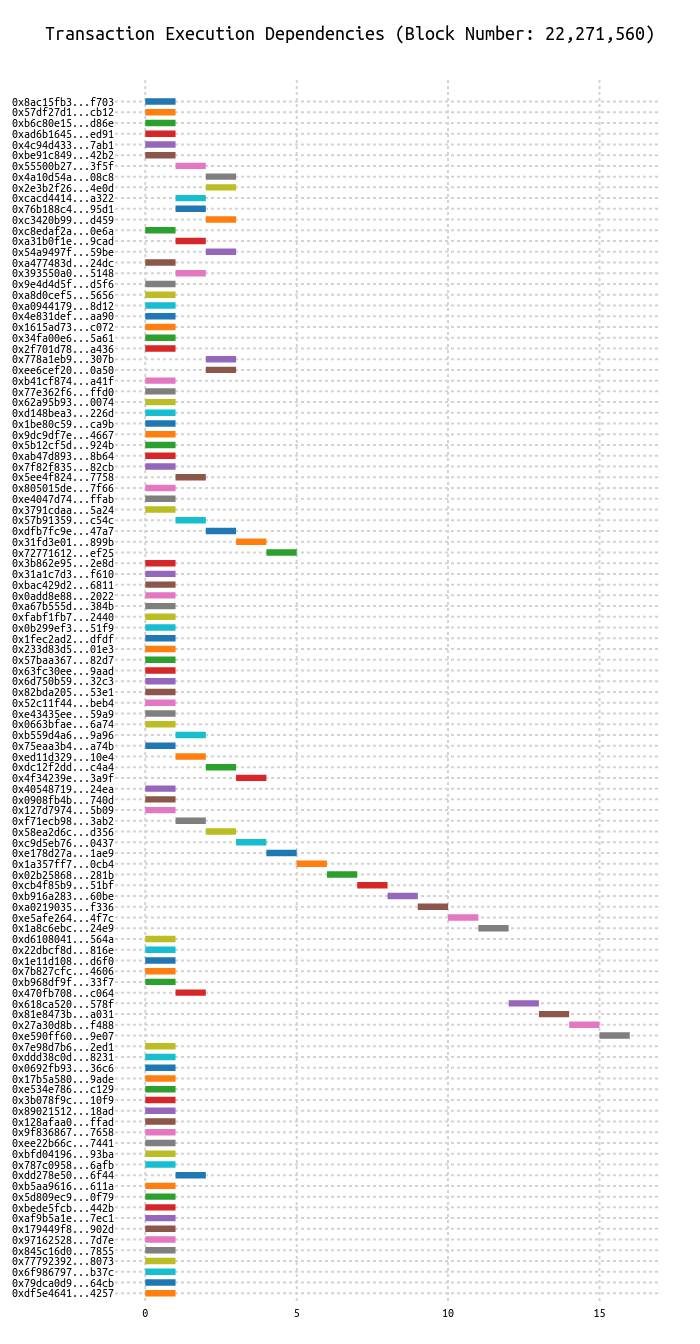 Transaction Execution Dependencies (Block Number: 22,271,560)
0x8ac15fb3...f703
0x57df27d1...cb12
0xb6c80e15...d86e
0xad6b1645...ed91
0x4c94d433...7ab1
0xbe91c849...42b2
0x55500b27...3f5f
0x4a10d54a...08c8
0x2e3b2f26...4e0d
0xcacd4414...a322
0x76b188c4...95d1
0xc3420b99...d459
0xc8edaf2a...0e6a
0xa31b0f1e...9cad
0x54a9497f...59be
0xa477483d...24dc
0x393550a0...5148
0x9e4d4d5f...d5f6
0xa8d0cef5...5656
0xa0944179...8d12
0x4e831def...aa90
0x1615ad73...c072
0x34fa00e6...5a61
0x2f701d78...a436
0x778a1eb9...307b
0xee6cef20...0a50
0xb41cf874...a41f
0x77e362f6...ffd0
0x62a95b93...0074
0xd148bea3...226d
0x1be80c59...ca9b
0x9dc9df7e...4667
0x5b12cf5d...924b
0xab47d893...8b64
0x7f82f835...82cb
0x5ee4f824...7758
0x805015de...7f66
0xe4047d74...ffab
0x3791cdaa...5a24
0x57b91359...c54c
0xdfb7fc9e...47a7
0x31fd3e01...899b
0x72771612...ef25
0x3b862e95...2e8d
0x31a1c7d3...f610
0xbac429d2...6811
0x0add8e88...2022
0xa67b555d...384b
0xfabf1fb7...2440
0x0b299ef3...51f9
0x1fec2ad2...dfdf
0x233d83d5...01e3
0x57baa367...82d7
0x63fc30ee...9aad
0x6d750b59...32c3
0x82bda205...53e1
0x52c11f44...beb4
0xe43435ee...59a9
0x0663bfae...6a74
0xb559d4a6...9a96
0x75eaa3b4...a74b
0xed11d329...10e4
0xdc12f2dd...c4a4
0x4f34239e...3a9f
0x40548719...24ea
0x0908fb4b...740d
0x127d7974...5b09
0xf71ecb98...3ab2
0x58ea2d6c...d356
0xc9d5eb76...0437
0xe178d27a...1ae9
0x1a357ff7...0cb4
0x02b25868...281b
0xcb4f85b9...51bf
0xb916a283...60be
0xa0219035...f336
0xe5afe264...4f7c
0x1a8c6ebc...24e9
0xd6108041...564a
0x22dbcf8d...816e
0x1e11d108...d6f0
0x7b827cfc...4606
0xb968df9f...33f7
0x470fb708...c064
0x618ca520...578f
0x81e8473b...a031
0x27a30d8b...f488
0xe590ff60...9e07
0x7e98d7b6...2ed1
0xddd38c0d...8231
0x0692fb93...36c6
0x17b5a580...9ade
0xe534e786...c129
0x3b078f9c...10f9
0x89021512...18ad
0x128afaa0...ffad
0x9f836867...7658
0xee22b66c...7441
0xbfd04196...93ba
0x787c0958...6afb
0xdd278e50...6f44
0xb5aa9616...611a
0x5d809ec9...0f79
0xbede5fcb...442b
0xaf9b5a1e...7ec1
0x179449f8...902d
0x97162528...7d7e
0x845c16d0...7855
0x77792392...8073
0x6f986797...b37c
0x79dca0d9...64cb
0xdf5e4641...4257
0 5 10 15